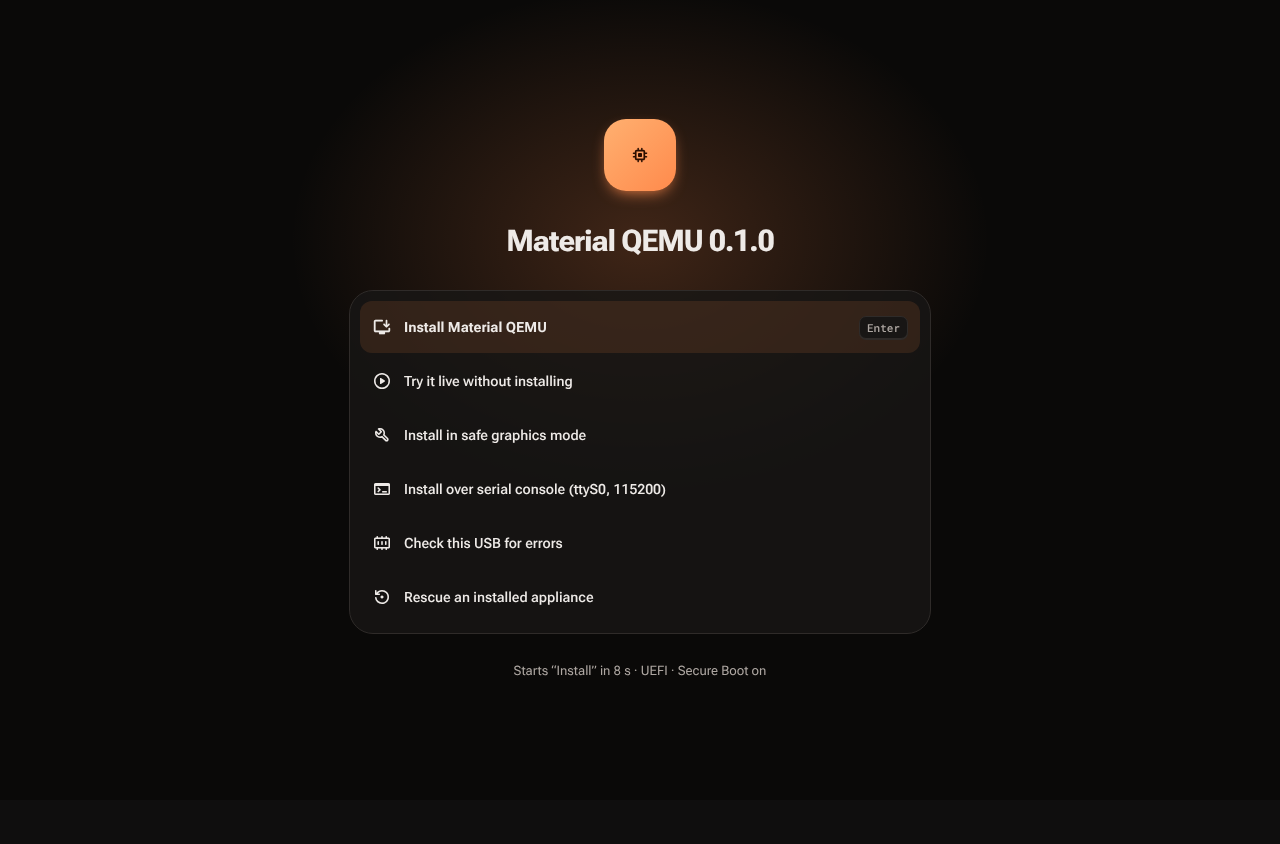 Material QEMU 0.1.0
Install Material QEMU Enter
Try it live without installing
Install in safe graphics mode
Install over serial console (ttyS0, 115200)
Check this USB for errors
Rescue an installed appliance
Starts “Install” in 8 s · UEFI · Secure Boot on